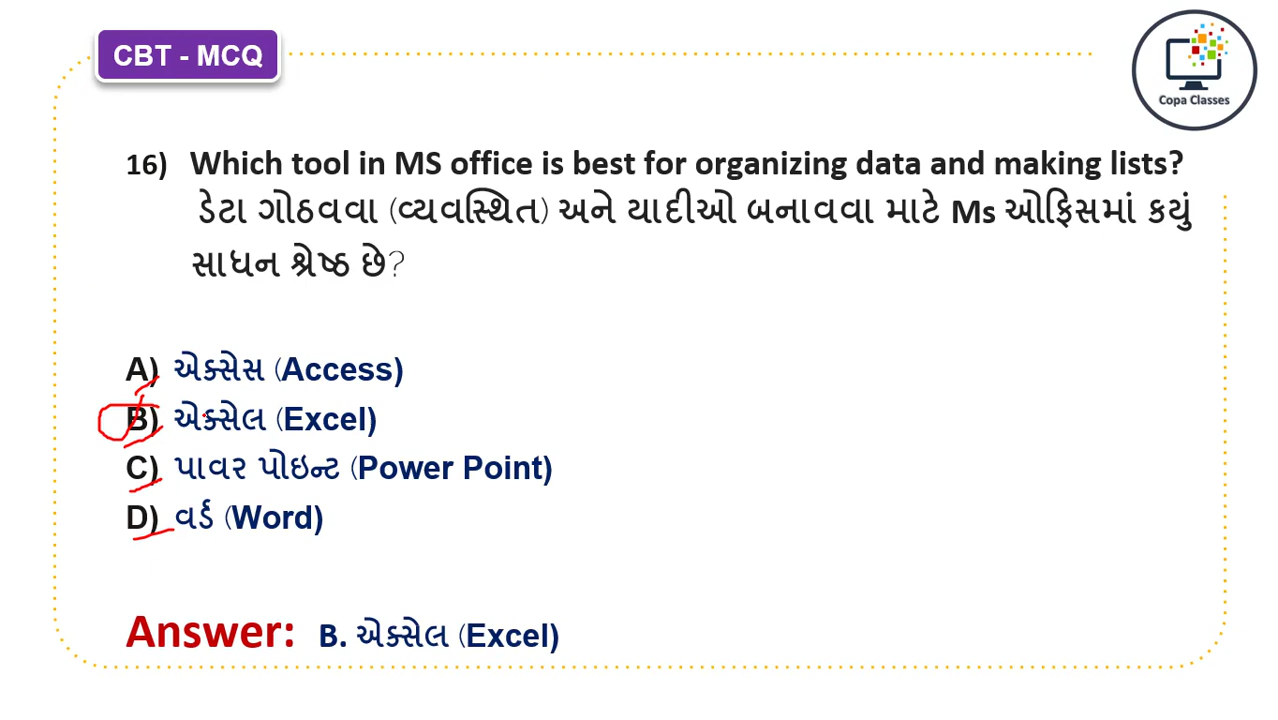 CBT - MCQ
Copa Classes
16) Which tool in MS office is best for organizing data and making lists?
ડેટા ગોઠવવા (વ્યવસ્થિત) અને યાદીઓ બનાવવા માટે Ms ઓફિસમાં કયું
સાધન શ્રેષ્ઠ છે?
A) એક્સેસ (Access)
B) એક્સેલ (Excel)
C) પાવર પોઇન્ટ (Power Point)
D) વર્ડ (Word)
Answer: B. એક્સેલ (Excel)